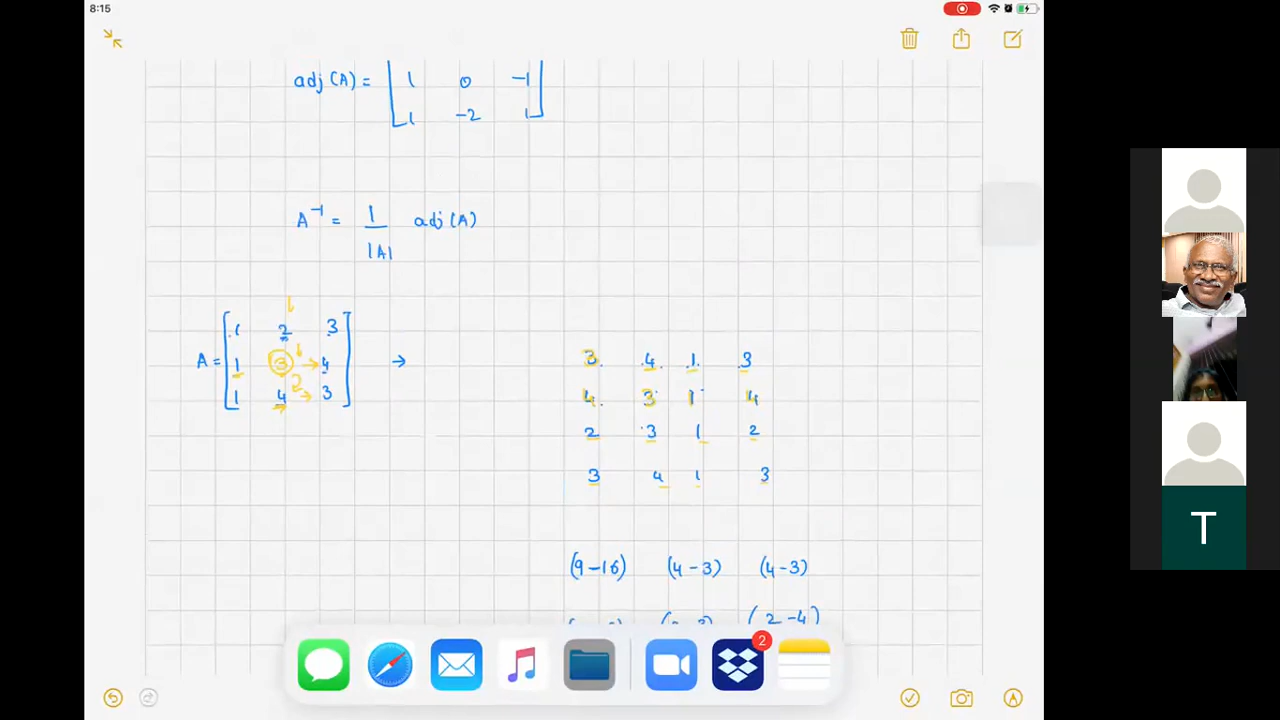 8:15
adj(A) = [ 1 0 -1
1 -2 1 ]
A⁻¹ = 1/|A| adj(A)
A = [ 1 2 3
1 3 4
1 4 3 ] →
3 4 1 3
4 3 1 4
2 3 1 2
3 4 1 3
(9-16) (4-3) (4-3)
(2-4)
2
T